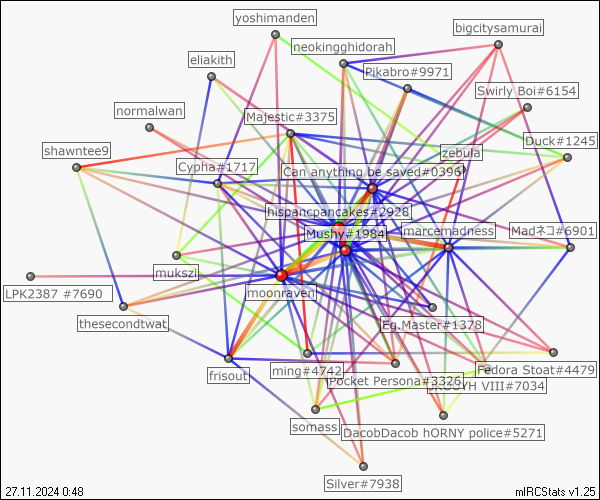 yoshimanden
bigcitysamurai
neokingghidorah
eliakith
Pikabro#9971
Swirly Boi#6154
normalwan
Majestic#3375
Duck#1245
shawntee9
zebula
Cypha#1717
Can anything be saved#0396
hispancpancakes#2928
Mushy#1984
marcemadness
Madネコ#6901
mukszi
LPK2387 #7690
moonraven
thesecondtwat
Eg.Master#1378
frisout
ming#4742
Fedora Stoat#4479
Pocket Persona#3326
VIII#7034
somass
DacobDacob hORNY police#5271
Silver#7938
27.11.2024 0:48
mIRCStats v1.25